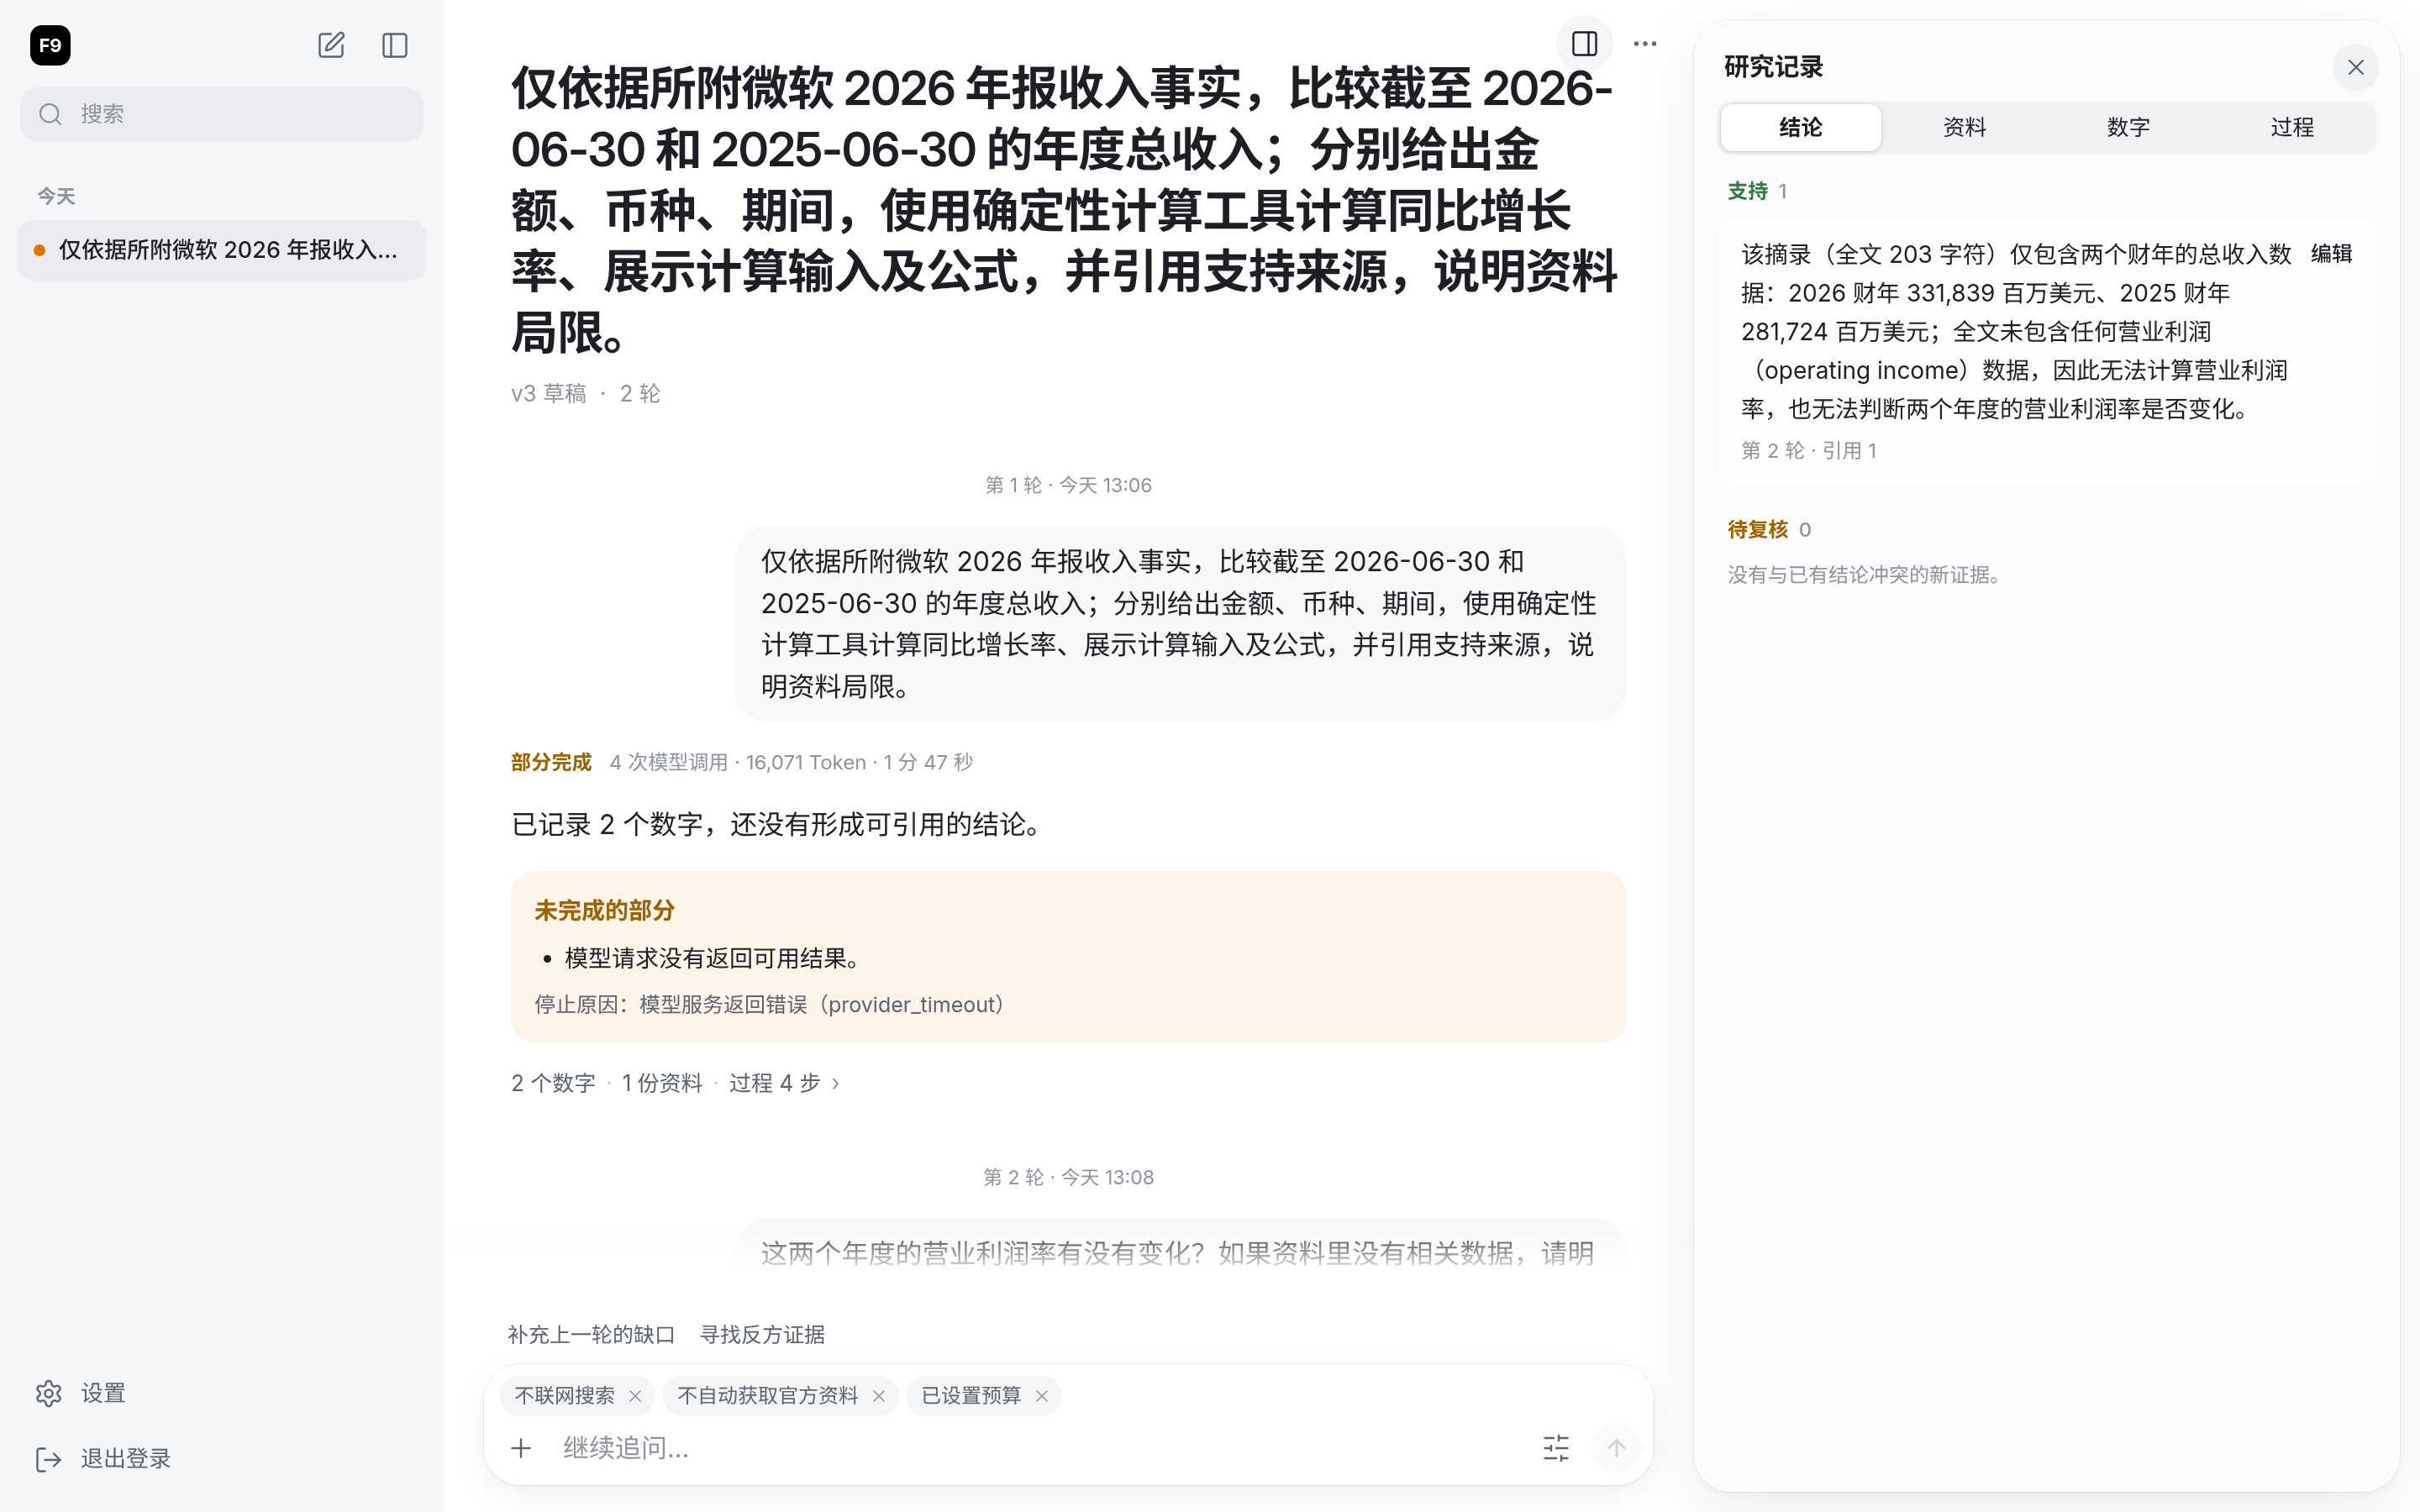 F9
搜索
今天
仅依据所附微软 2026 年报收入...
设置
退出登录
仅依据所附微软 2026 年报收入事实，比较截至 2026-
06-30 和 2025-06-30 的年度总收入；分别给出金
额、币种、期间，使用确定性计算工具计算同比增长
率、展示计算输入及公式，并引用支持来源，说明资料
局限。
v3 草稿 · 2 轮
第 1 轮 · 今天 13:06
仅依据所附微软 2026 年报收入事实，比较截至 2026-06-30 和
2025-06-30 的年度总收入；分别给出金额、币种、期间，使用确定性
计算工具计算同比增长率、展示计算输入及公式，并引用支持来源，说
明资料局限。
部分完成 4 次模型调用 · 16,071 Token · 1 分 47 秒
已记录 2 个数字，还没有形成可引用的结论。
未完成的部分
• 模型请求没有返回可用结果。
停止原因：模型服务返回错误（provider_timeout）
2 个数字 · 1 份资料 · 过程 4 步 ›
第 2 轮 · 今天 13:08
这两个年度的营业利润率有没有变化？如果资料里没有相关数据，请明
补充上一轮的缺口 寻找反方证据
不联网搜索 × 不自动获取官方资料 × 已设置预算 ×
继续追问...
研究记录
结论 资料 数字 过程
支持 1
该摘录（全文 203 字符）仅包含两个财年的总收入数 编辑
据：2026 财年 331,839 百万美元、2025 财年
281,724 百万美元；全文未包含任何营业利润
（operating income）数据，因此无法计算营业利润
率，也无法判断两个年度的营业利润率是否变化。
第 2 轮 · 引用 1
待复核 0
没有与已有结论冲突的新证据。